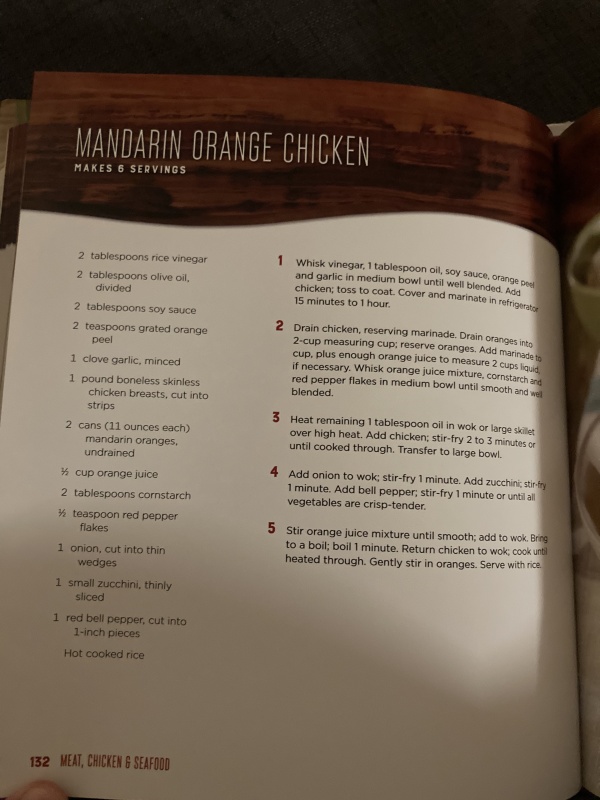 MANDARIN ORANGE CHICKEN
MAKES 6 SERVINGS
2 tablespoons rice vinegar
2 tablespoons olive oil,
divided
2 tablespoons soy sauce
2 teaspoons grated orange
peel
1 clove garlic, minced
1 pound boneless skinless
chicken breasts, cut into
strips
2 cans (11 ounces each)
mandarin oranges,
undrained
½ cup orange juice
2 tablespoons cornstarch
½ teaspoon red pepper
flakes
1 onion, cut into thin
wedges
1 small zucchini, thinly
sliced
1 red bell pepper, cut into
1-inch pieces
Hot cooked rice
1 Whisk vinegar, 1 tablespoon oil, soy sauce, orange peel
and garlic in medium bowl until well blended. Add
chicken; toss to coat. Cover and marinate in refrigerator
15 minutes to 1 hour.
2 Drain chicken, reserving marinade. Drain oranges into
2-cup measuring cup; reserve oranges. Add marinade to
cup, plus enough orange juice to measure 2 cups liquid,
if necessary. Whisk orange juice mixture, cornstarch and
red pepper flakes in medium bowl until smooth and well
blended.
3 Heat remaining 1 tablespoon oil in wok or large skillet
over high heat. Add chicken; stir-fry 2 to 3 minutes or
until cooked through. Transfer to large bowl.
4 Add onion to wok; stir-fry 1 minute. Add zucchini; stir-fry
1 minute. Add bell pepper; stir-fry 1 minute or until all
vegetables are crisp-tender.
5 Stir orange juice mixture until smooth; add to wok. Bring
to a boil; boil 1 minute. Return chicken to wok; cook until
heated through. Gently stir in oranges. Serve with rice.
132 MEAT, CHICKEN & SEAFOOD